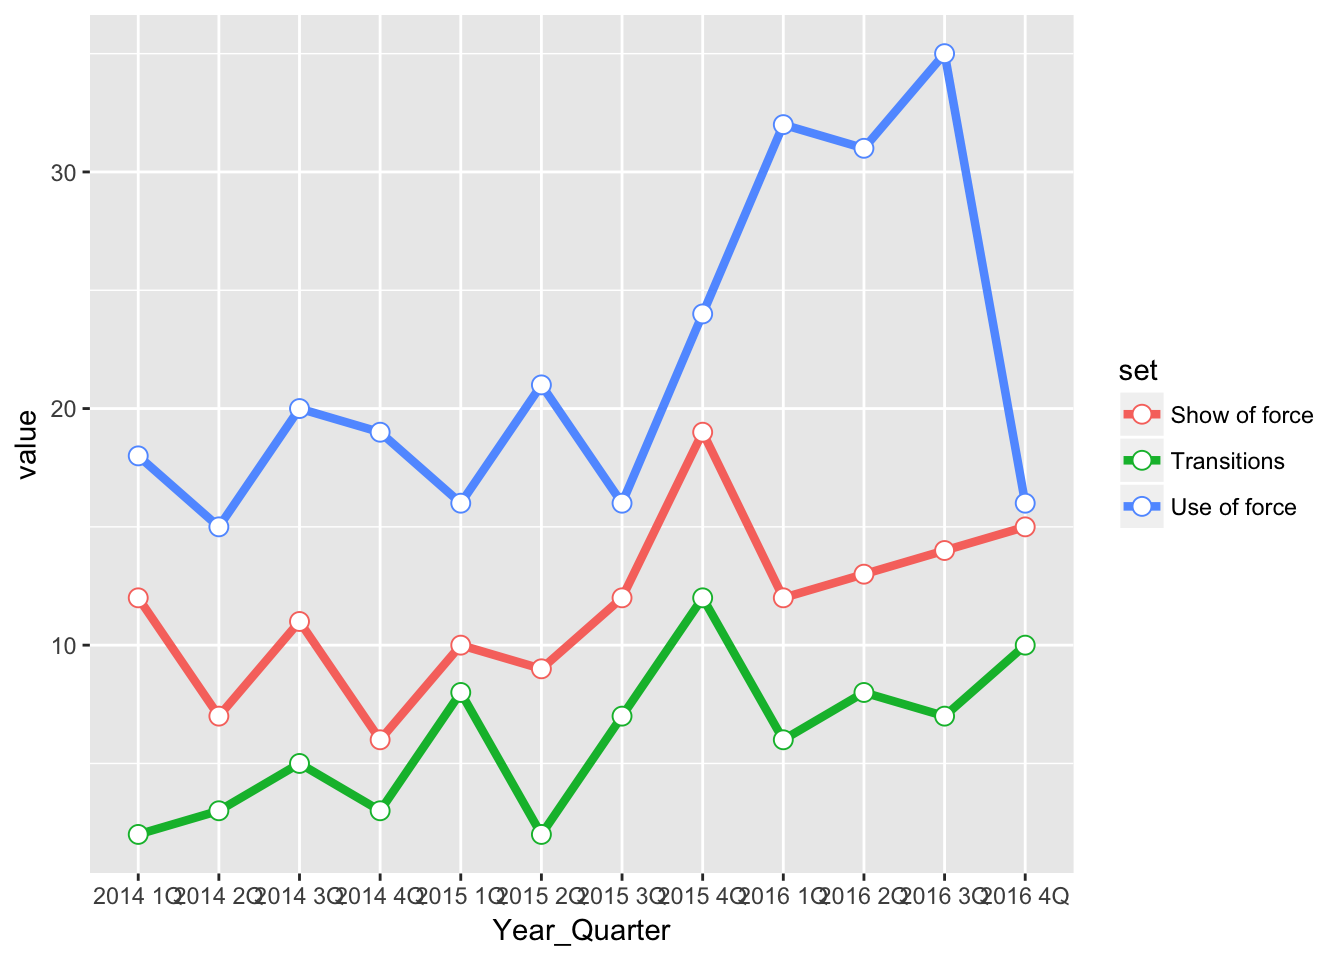 30
20
10
value
2014 1Q 2014 2Q 2014 3Q 2014 4Q 2015 1Q 2015 2Q 2015 3Q 2015 4Q 2016 1Q 2016 2Q 2016 3Q 2016 4Q
Year_Quarter
set
Show of force
Transitions
Use of force